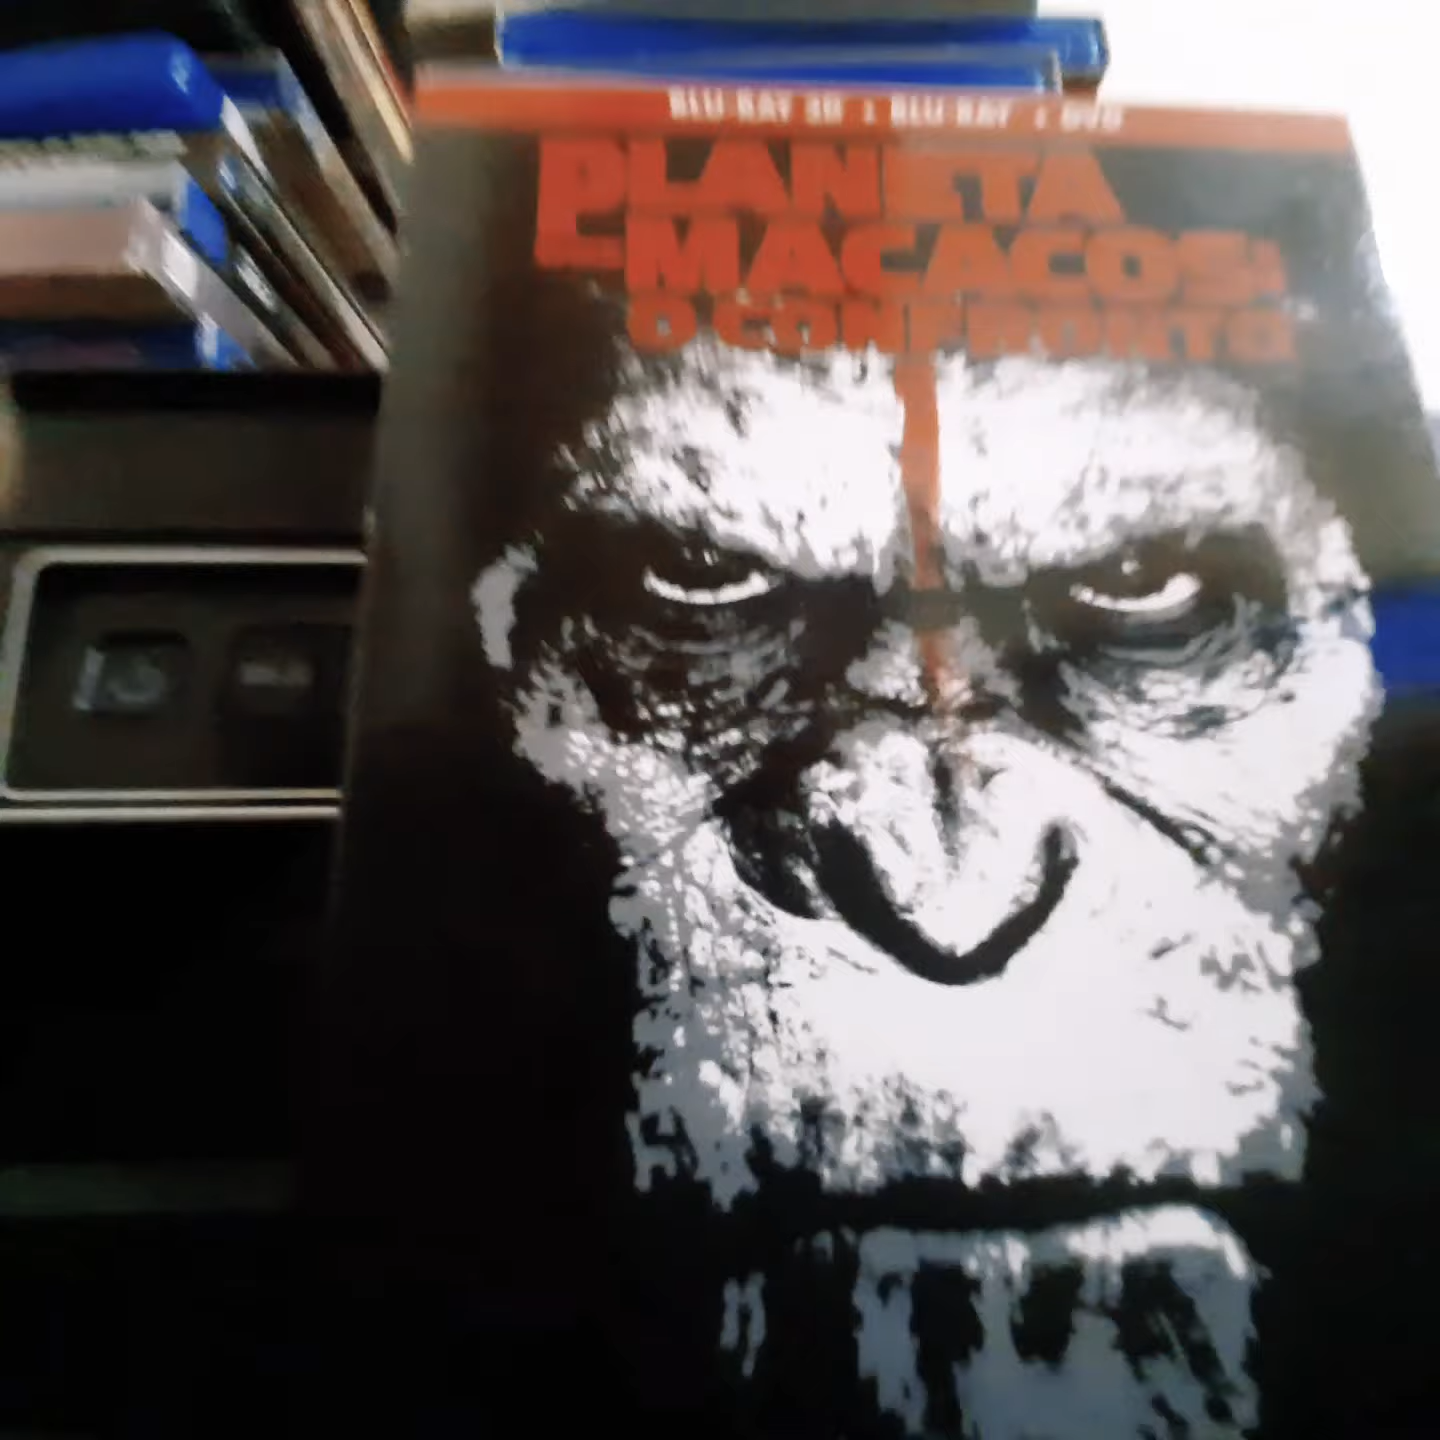 BLU-RAY 3D + BLU-RAY + DVD
PLANETA
MACACOS
O CONFRONTO